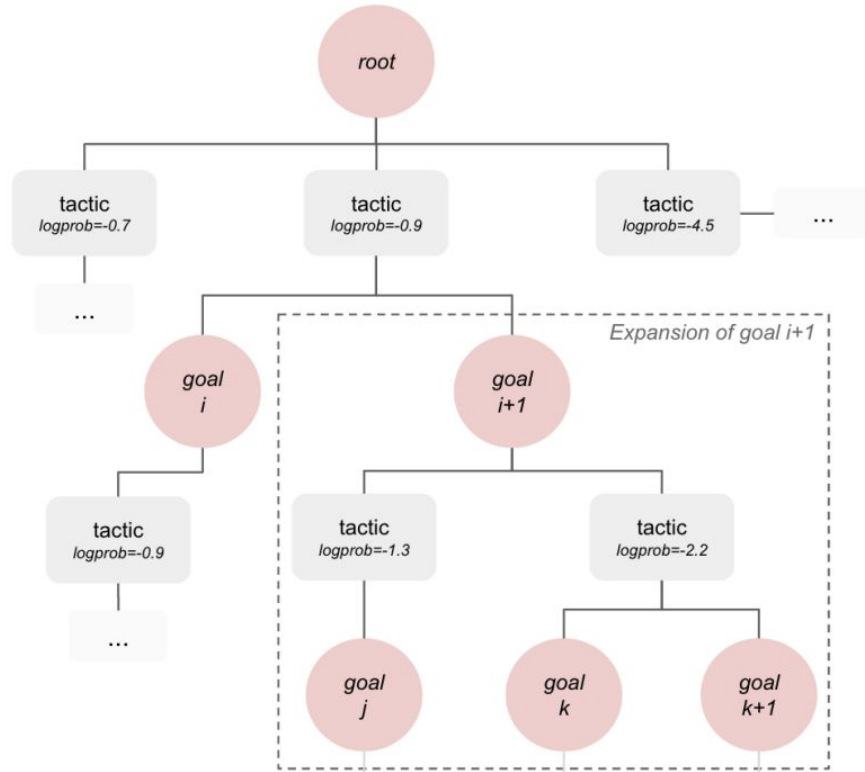 root
tactic
logprob=-0.7
tactic
logprob=-0.9
tactic
logprob=-4.5
...
...
Expansion of goal i+1
goal
i
goal
i+1
tactic
logprob=-0.9
tactic
logprob=-1.3
tactic
logprob=-2.2
...
goal
j
goal
k
goal
k+1